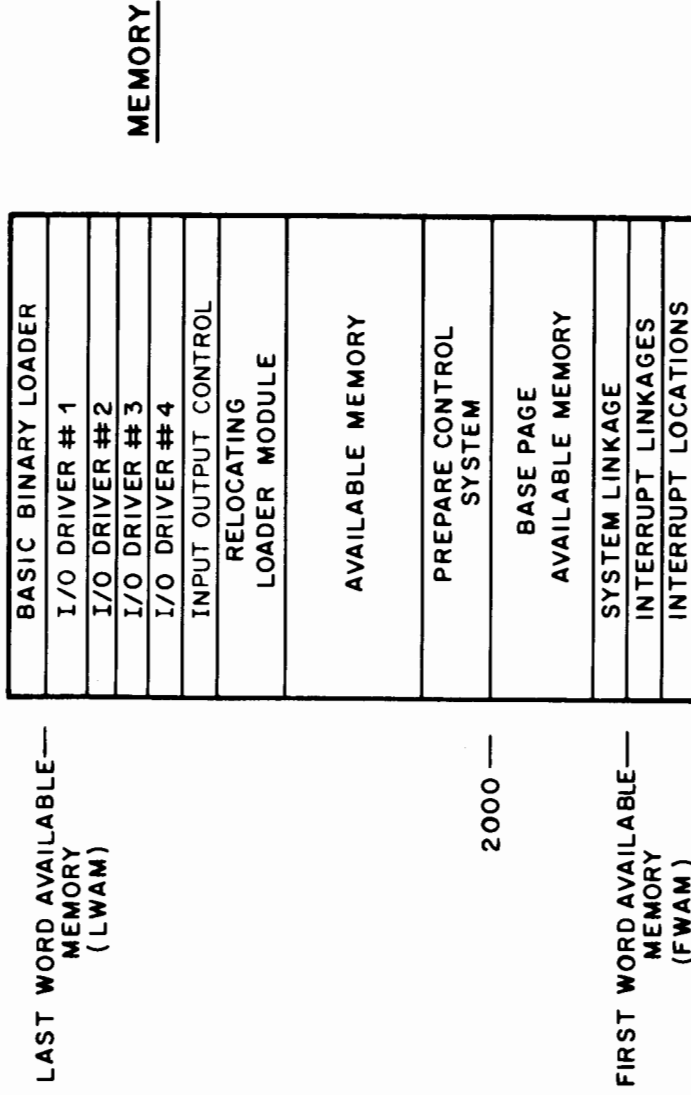 MEMORY
BASIC BINARY LOADER
LAST WORD AVAILABLE
MEMORY
(LWAM)
I/O DRIVER #1
I/O DRIVER #2
I/O DRIVER #3
I/O DRIVER #4
INPUT OUTPUT CONTROL
RELOCATING
LOADER MODULE
AVAILABLE MEMORY
PREPARE CONTROL
SYSTEM
2000
BASE PAGE
AVAILABLE MEMORY
SYSTEM LINKAGE
FIRST WORD AVAILABLE
MEMORY
(FWAM)
INTERRUPT LINKAGES
INTERRUPT LOCATIONS